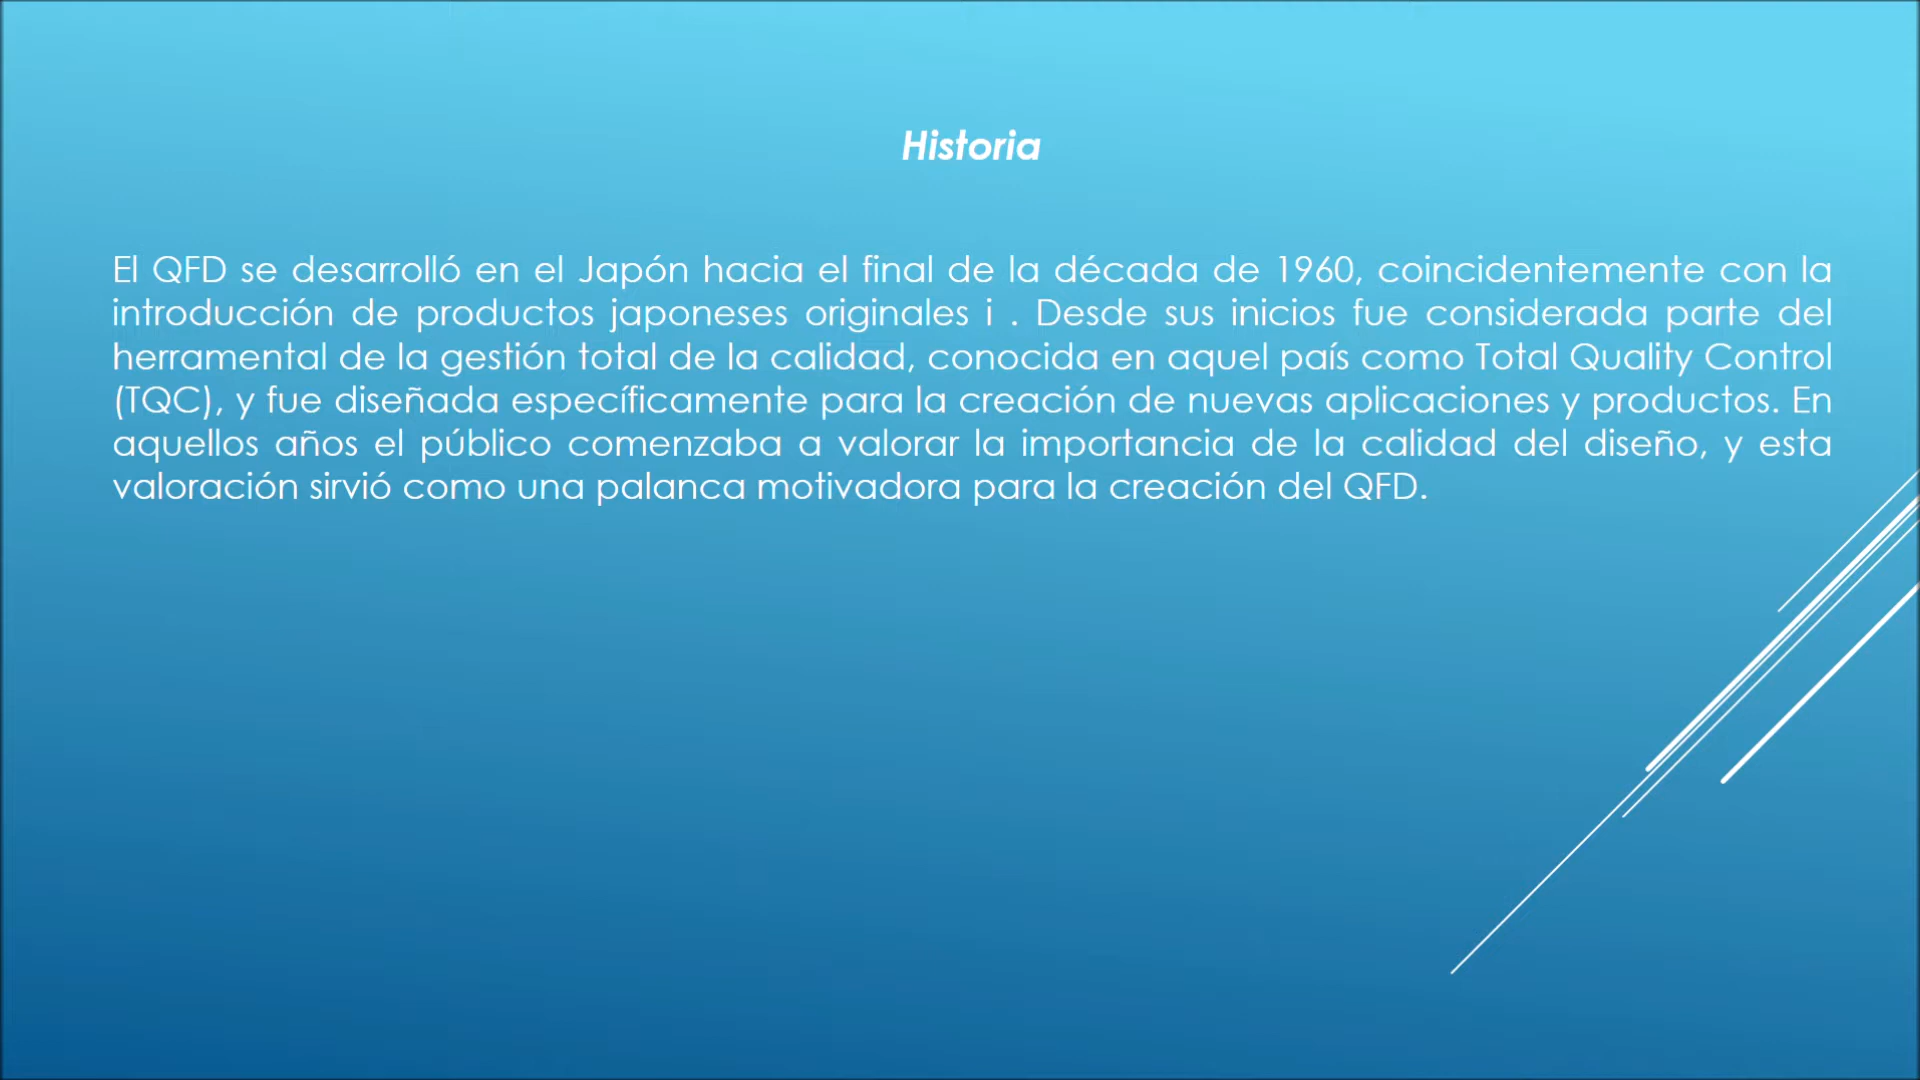 Historia
El QFD se desarrolló en el Japón hacia el final de la década de 1960, coincidentemente con la
introducción de productos japoneses originales i . Desde sus inicios fue considerada parte del
herramental de la gestión total de la calidad, conocida en aquel país como Total Quality Control
(TQC), y fue diseñada específicamente para la creación de nuevas aplicaciones y productos. En
aquellos años el público comenzaba a valorar la importancia de la calidad del diseño, y esta
valoración sirvió como una palanca motivadora para la creación del QFD.